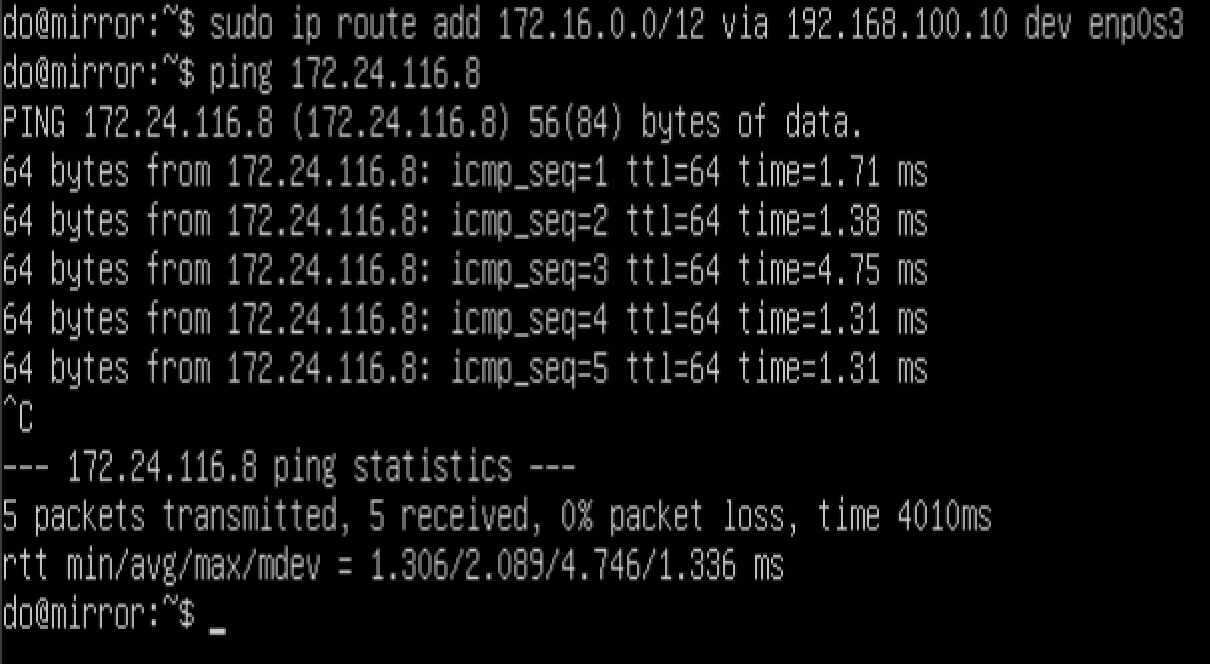 do@mirror:~$ sudo ip route add 172.16.0.0/12 via 192.168.100.10 dev enp0s3
do@mirror:~$ ping 172.24.116.8
PING 172.24.116.8 (172.24.116.8) 56(84) bytes of data.
64 bytes from 172.24.116.8: icmp_seq=1 ttl=64 time=1.71 ms
64 bytes from 172.24.116.8: icmp_seq=2 ttl=64 time=1.38 ms
64 bytes from 172.24.116.8: icmp_seq=3 ttl=64 time=4.75 ms
64 bytes from 172.24.116.8: icmp_seq=4 ttl=64 time=1.31 ms
64 bytes from 172.24.116.8: icmp_seq=5 ttl=64 time=1.31 ms
^C
--- 172.24.116.8 ping statistics ---
5 packets transmitted, 5 received, 0% packet loss, time 4010ms
rtt min/avg/max/mdev = 1.306/2.089/4.746/1.336 ms
do@mirror:~$ _